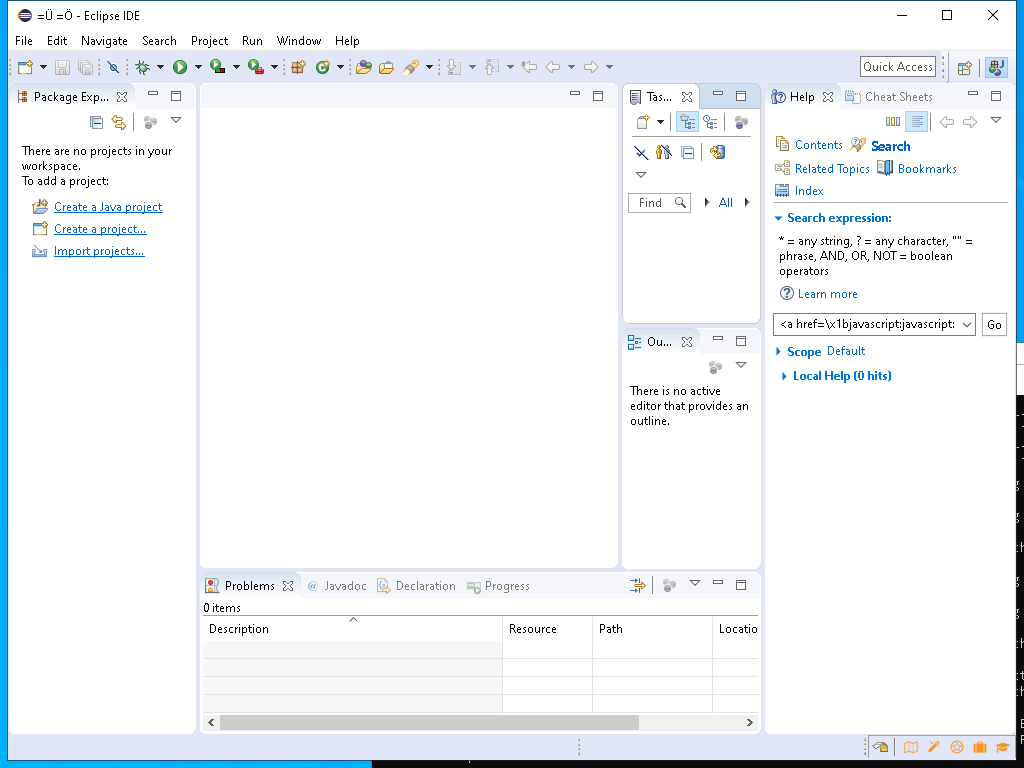 =Ü =Ö - Eclipse IDE
File Edit Navigate Search Project Run Window Help
Quick Access
Package Exp...
There are no projects in your
workspace.
To add a project:
Create a Java project
Create a project...
Import projects...
Tas...
Find
All
Ou...
There is no active
editor that provides an
outline.
Help
Cheat Sheets
Contents
Search
Related Topics
Bookmarks
Index
Search expression:
* = any string, ? = any character, "" =
phrase, AND, OR, NOT = boolean
operators
Learn more
<a href=\x1bjavascript:javascript:
Go
Scope Default
Local Help (0 hits)
Problems
@ Javadoc
Declaration
Progress
0 items
Description Resource Path Locatio